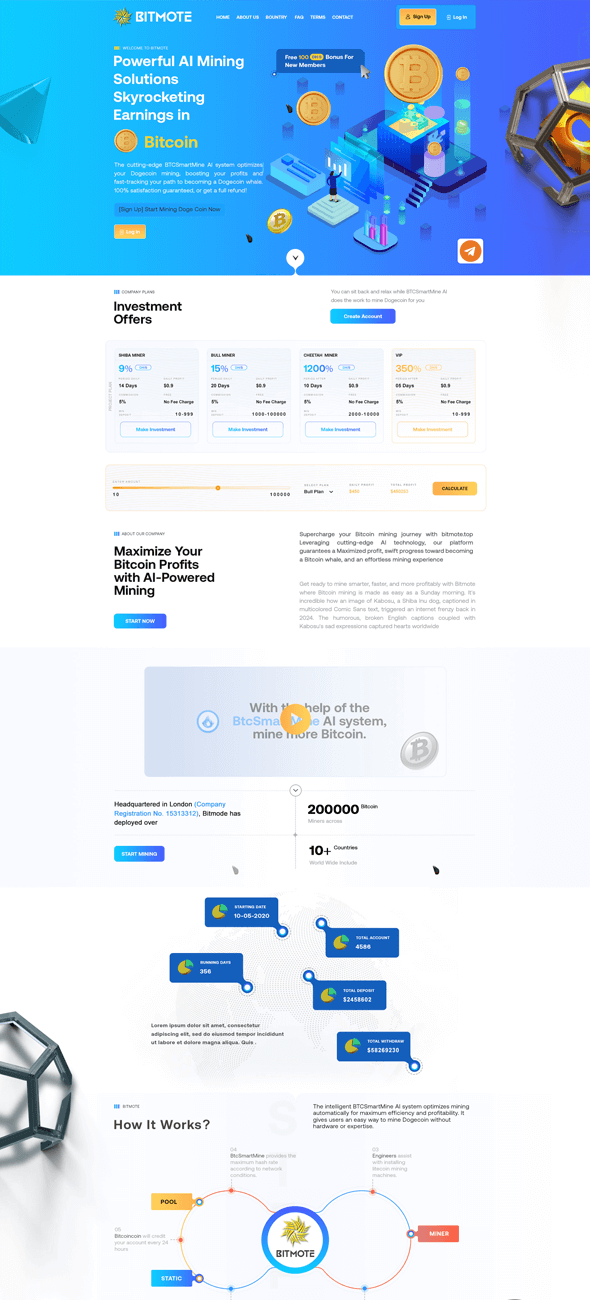 BITMOTE
HOME ABOUT US BOUNTRY FAQ TERMS CONTACT
Sign Up
Log In
WELCOME TO BITMOTE
Powerful AI Mining
Solutions
Skyrocketing
Earnings in
Bitcoin
Free 100 Bonus For
New Members
The cutting-edge BTCSmartMine AI system optimizes
your Dogecoin mining, boosting your profits and
fast-tracking your path to becoming a Dogecoin whale.
100% satisfaction guaranteed, or get a full refund!
[Sign Up] Start Mining Doge Coin Now
Log in
COMPANY PLANS
Investment
Offers
You can sit back and relax while BTCSmartMine AI
does the work to mine Dogecoin for you
Create Account
PROJECT PLAN
SHIBA MINER
9%
14 Days $0.9
5% No Fee Charge
10-999
Make Investment
BULL MINER
15%
20 Days $0.9
5% No Fee Charge
1000-100000
Make Investment
CHEETAH MINER
1200%
10 Days $0.9
5% No Fee Charge
2000-10000
Make Investment
VIP
350%
05 Days $0.9
5% No Fee Charge
10-999
Make Investment
10 100000
SELECT PLAN
Bull Plan
DAILY PROFIT
TOTAL PROFIT
CALCULATE
ABOUT OUR COMPANY
Maximize Your
Bitcoin Profits
with AI-Powered
Mining
START NOW
Supercharge your Bitcoin mining journey with bitmote.top
Leveraging cutting-edge AI technology, our platform
guarantees a Maximized profit, swift progress toward becoming
a Bitcoin whale, and an effortless mining experience
Get ready to mine smarter, faster, and more profitably with Bitmote
where Bitcoin mining is made as easy as a Sunday morning. It's
incredible how an image of Kabosu, a Shiba Inu dog, captioned in
multicolored Comic Sans text, triggered an internet frenzy back in
2024. The humorous, broken English captions coupled with
Kabosu's sad expressions captured hearts worldwide
With the help of the
BtcSmartMine AI system,
mine more Bitcoin.
Headquartered in London (Company
Registration No. 15313312), Bitmode has
deployed over
START MINING
200000 Bitcoin
Miners across
10+ Countries
World Wide Include
STARTING DATE
10-05-2020
TOTAL ACCOUNT
4586
RUNNING DAYS
356
TOTAL DEPOSIT
$2458602
Lorem ipsum dolor sit amet, consectetur
adipiscing elit, sed do eiusmod tempor incididunt
ut labore et dolore magna aliqua. Quis .
TOTAL WITHDRAW
$58269230
BITMOTE
How It Works?
The intelligent BTCSmartMine AI system optimizes mining
automatically for maximum efficiency and profitability. It
gives users an easy way to mine Dogecoin without
hardware or expertise.
04
BtcSmartMine provides the
maximum hash rate
according to network
conditions.
03
Engineers assist
with installing
litecoin mining
machines.
POOL
05
Bitcoincoin will credit
your account every 24
hours
MINER
BITMOTE
STATIC